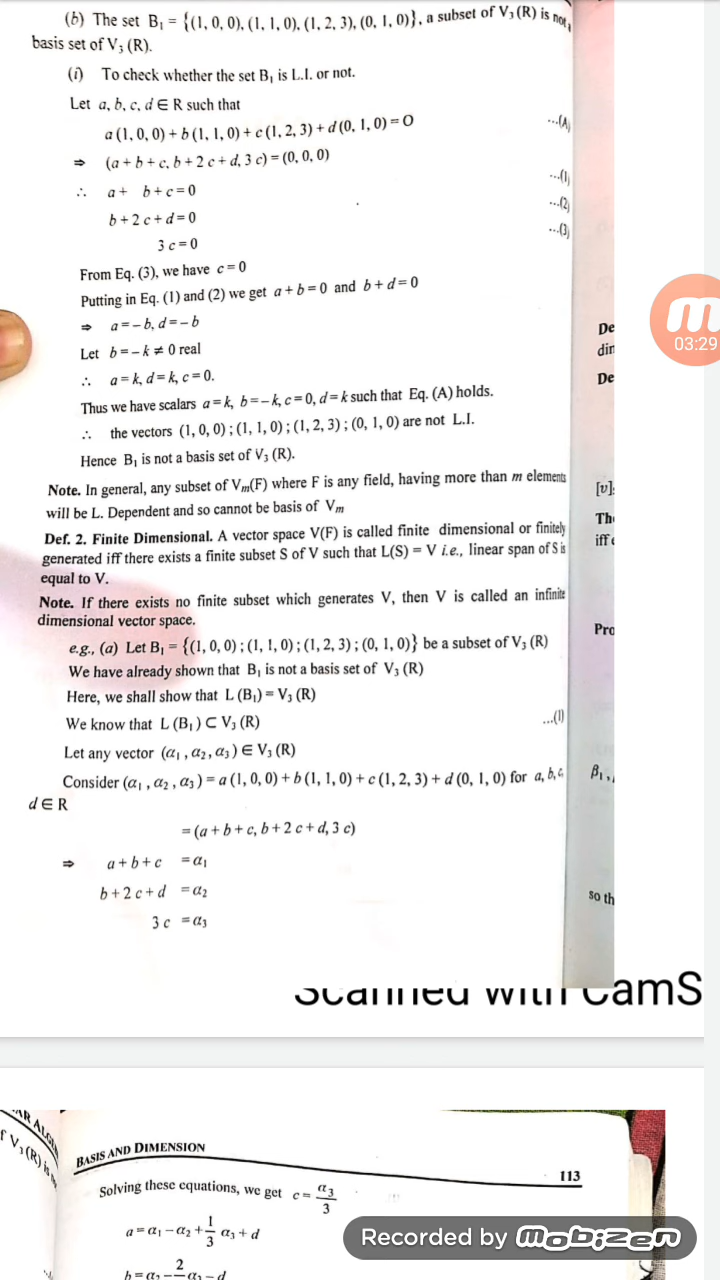 (b) The set B₁ = {(1, 0, 0), (1, 1, 0), (1, 2, 3), (0, 1, 0)}, a subset of V₃ (R) is not a
basis set of V₃ (R).
(i) To check whether the set B₁ is L.I. or not.
Let a, b, c, d ∈ R such that
a (1, 0, 0) + b (1, 1, 0) + c (1, 2, 3) + d (0, 1, 0) = O ...(A)
⇒ (a + b + c, b + 2 c + d, 3 c) = (0, 0, 0)
∴ a + b + c = 0 ...(1)
b + 2 c + d = 0 ...(2)
3 c = 0 ...(3)
From Eq. (3), we have c = 0
Putting in Eq. (1) and (2) we get a + b = 0 and b + d = 0
⇒ a = – b, d = – b
Let b = – k ≠ 0 real
∴ a = k, d = k, c = 0.
Thus we have scalars a = k, b = – k, c = 0, d = k such that Eq. (A) holds.
∴ the vectors (1, 0, 0) ; (1, 1, 0) ; (1, 2, 3) ; (0, 1, 0) are not L.I.
Hence B₁ is not a basis set of V₃ (R).
Note. In general, any subset of Vₘ(F) where F is any field, having more than m elements
will be L. Dependent and so cannot be basis of Vₘ
Def. 2. Finite Dimensional. A vector space V(F) is called finite dimensional or finitely
generated iff there exists a finite subset S of V such that L(S) = V i.e., linear span of S is
equal to V.
Note. If there exists no finite subset which generates V, then V is called an infinite
dimensional vector space.
e.g., (a) Let B₁ = {(1, 0, 0) ; (1, 1, 0) ; (1, 2, 3) ; (0, 1, 0)} be a subset of V₃ (R)
We have already shown that B₁ is not a basis set of V₃ (R)
Here, we shall show that L (B₁) = V₃ (R)
We know that L (B₁) ⊂ V₃ (R) ...(I)
Let any vector (α₁ , α₂ , α₃) ∈ V₃ (R)
Consider (α₁ , α₂ , α₃) = a (1, 0, 0) + b (1, 1, 0) + c (1, 2, 3) + d (0, 1, 0) for a, b, c,
d ∈ R
= (a + b + c, b + 2 c + d, 3 c)
⇒ a + b + c = α₁
b + 2 c + d = α₂
3 c = α₃
De
din
De
[v]
The
iff
Pro
β₁ ,
so th
03:29
Scanned with CamS
AR ALGE
f V₃ (R) is
BASIS AND DIMENSION
113
Solving these equations, we get c = α₃/3
a = α₁ – α₂ + 1/3 α₃ + d
b = α₂ – 2 α₃ – d
Recorded by mobizen